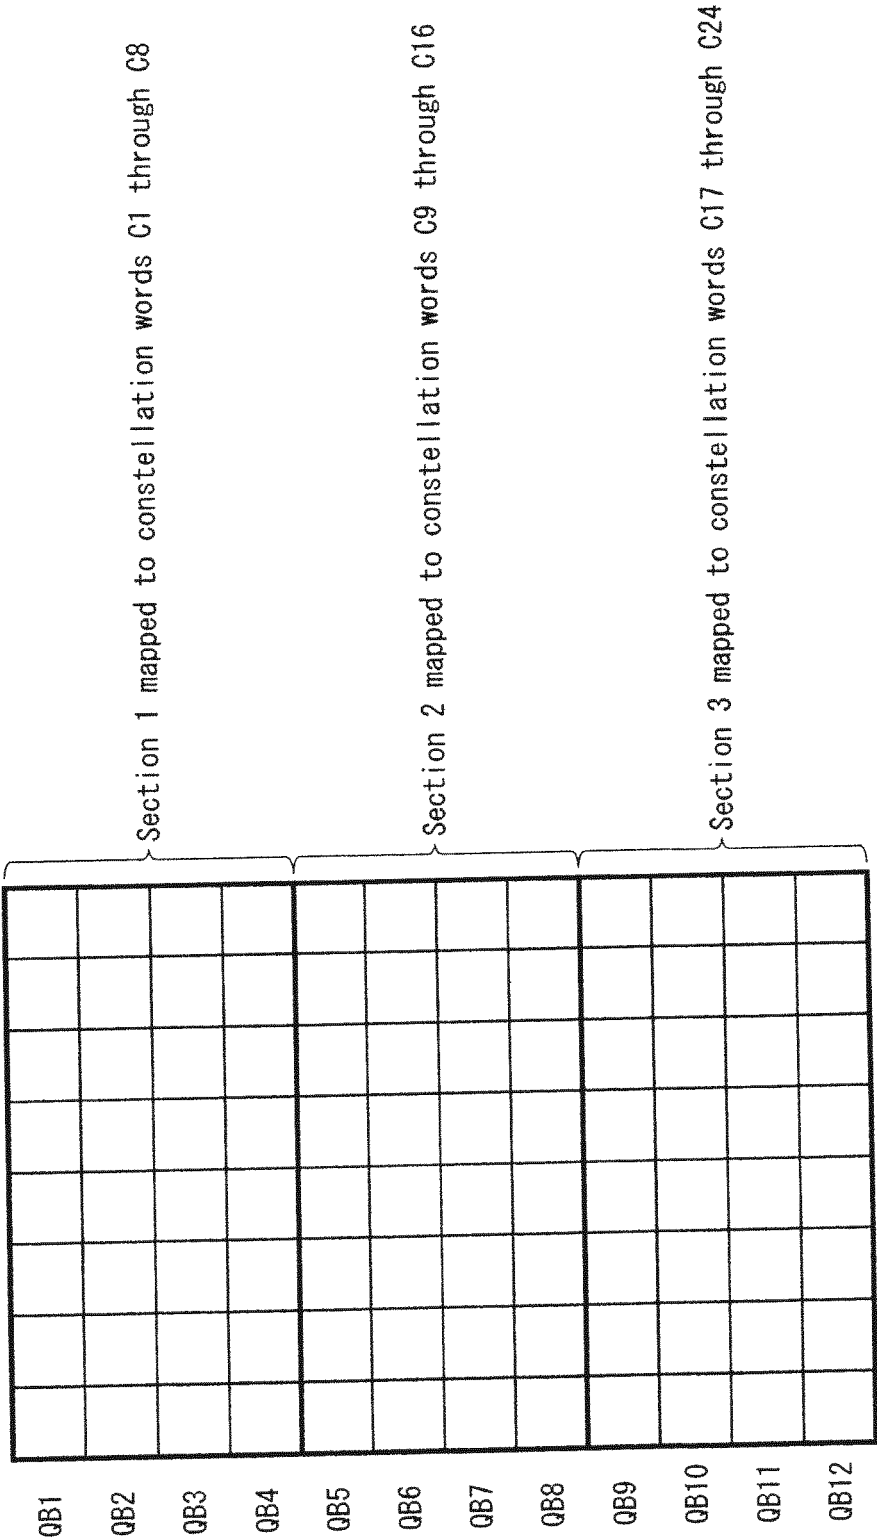 QB1
QB2
QB3
QB4
QB5
QB6
QB7
QB8
QB9
QB10
QB11
QB12
Section 1 mapped to constellation words C1 through C8
Section 2 mapped to constellation words C9 through C16
Section 3 mapped to constellation words C17 through C24